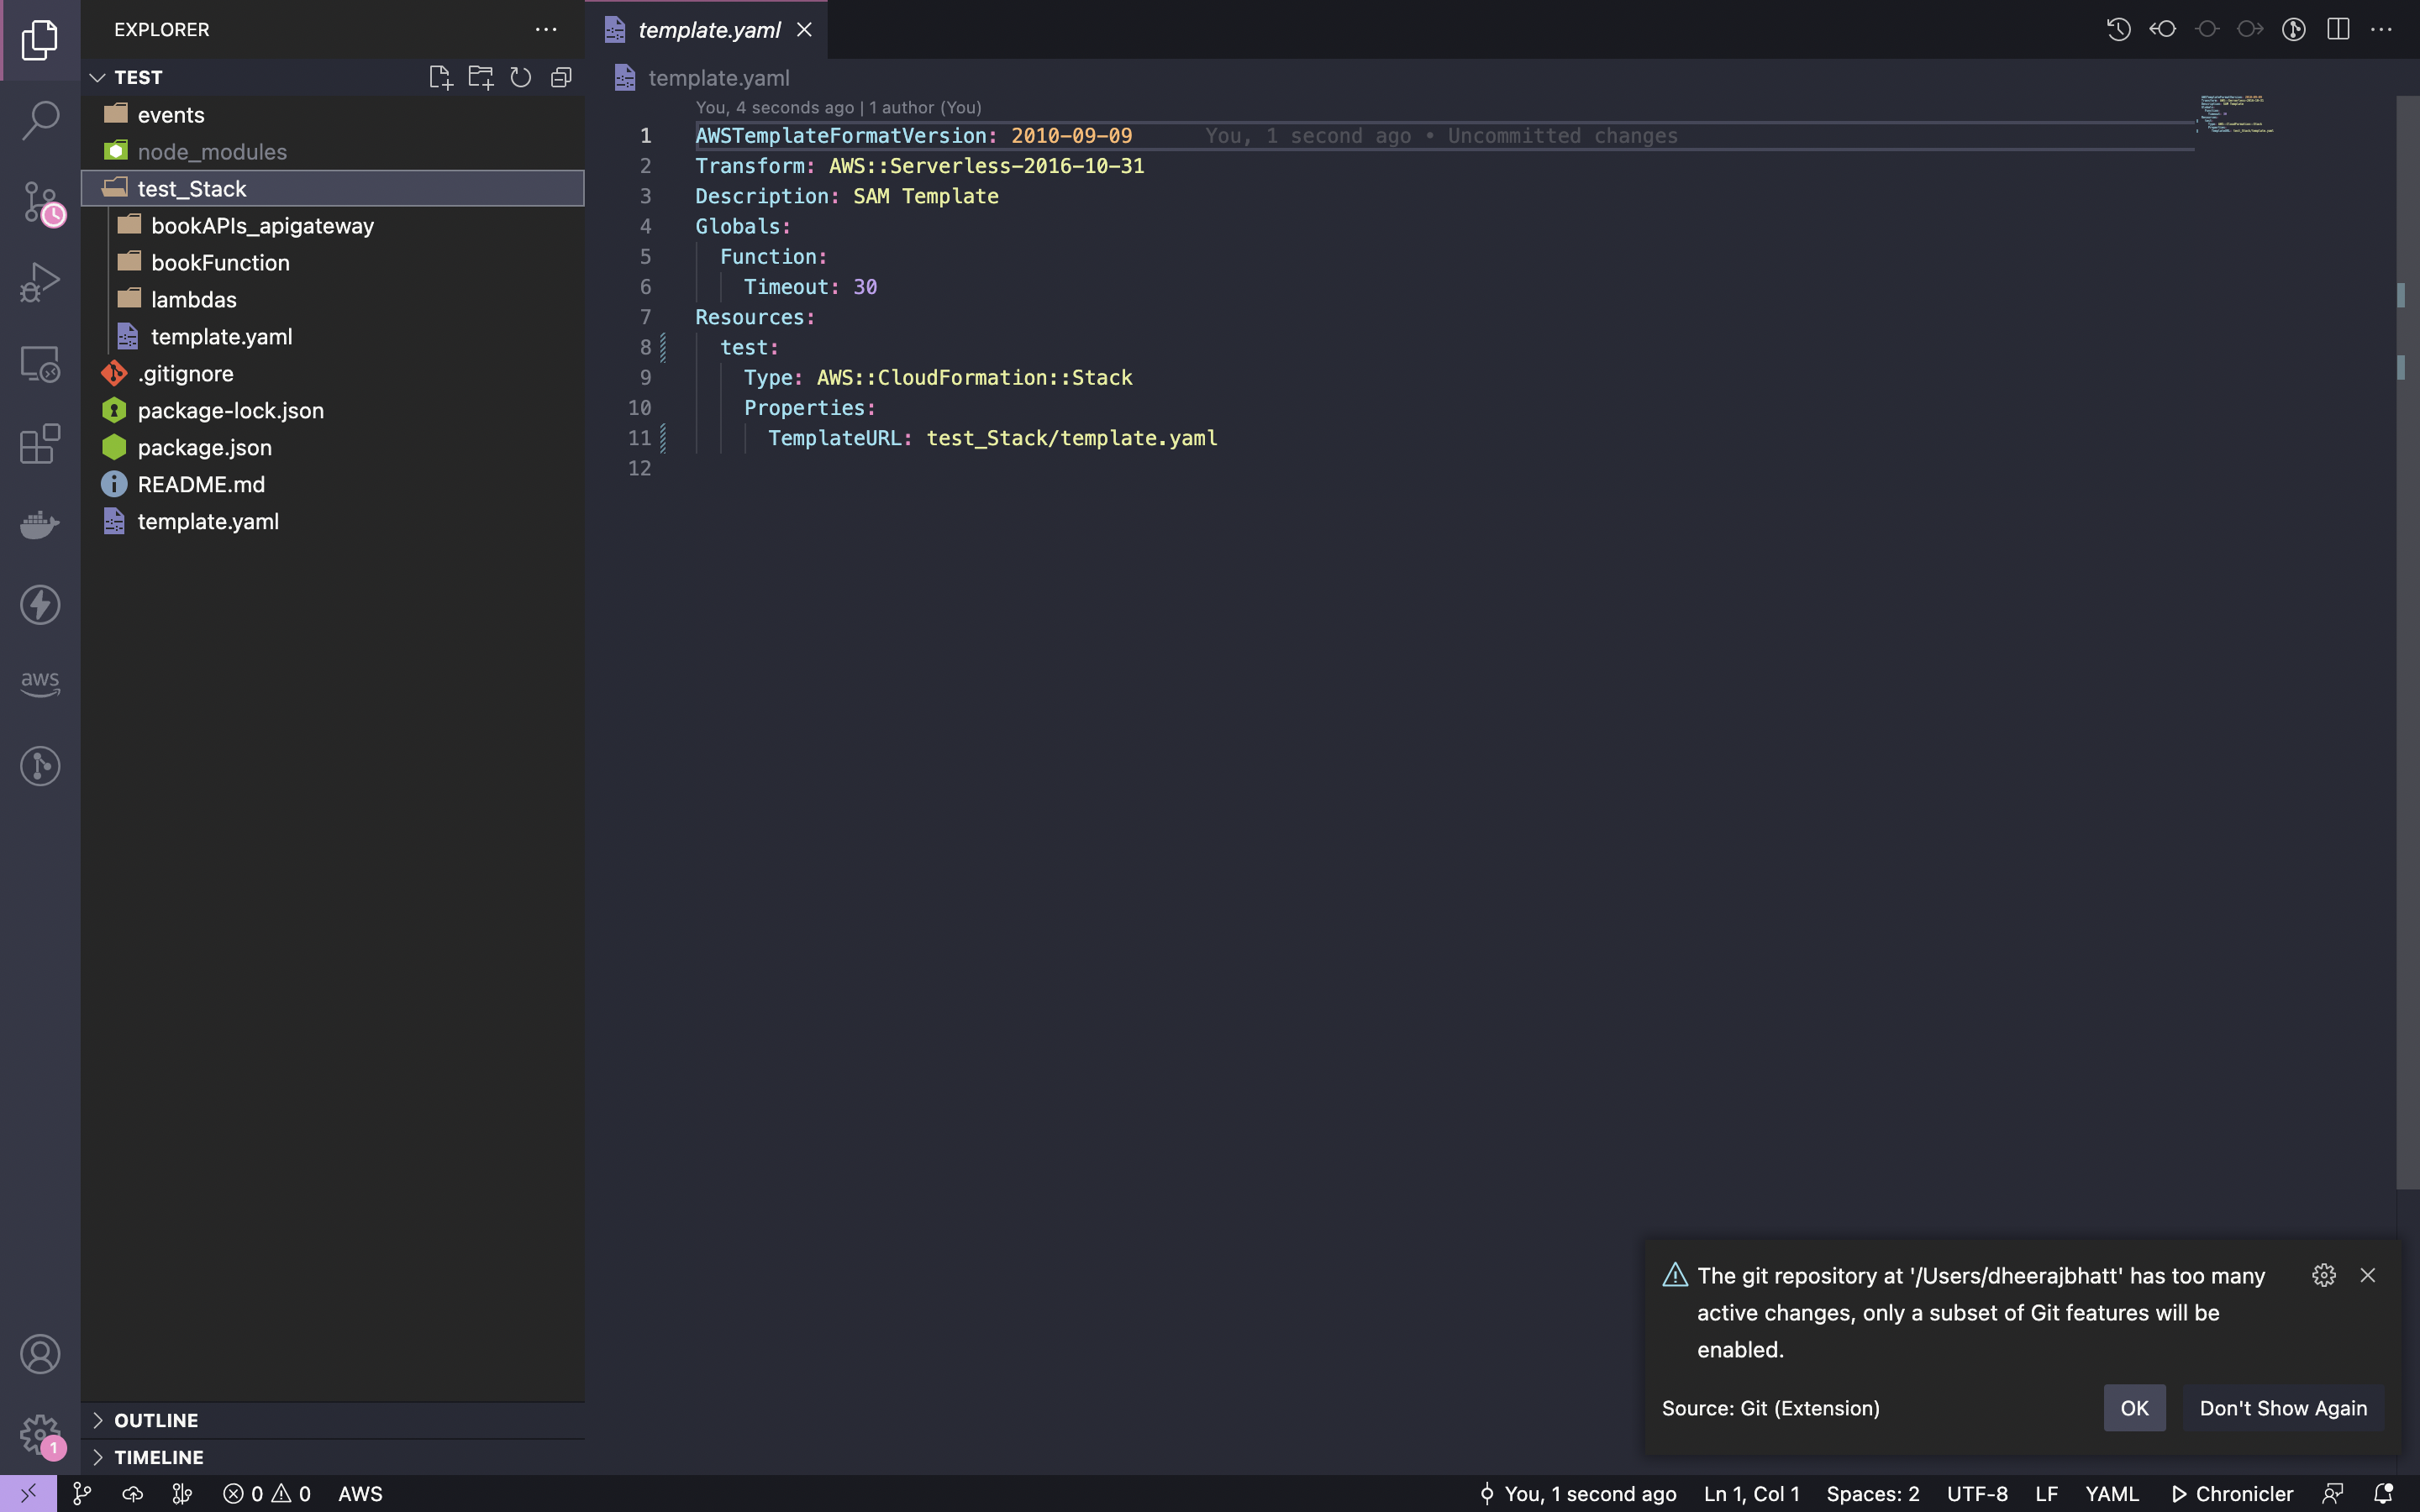 EXPLORER
template.yaml
TEST
events
node_modules
test_Stack
bookAPIs_apigateway
bookFunction
lambdas
template.yaml
.gitignore
package-lock.json
package.json
README.md
template.yaml
OUTLINE
TIMELINE
aws
1
template.yaml
You, 4 seconds ago | 1 author (You)
1 AWSTemplateFormatVersion: 2010-09-09 You, 1 second ago • Uncommitted changes
2 Transform: AWS::Serverless-2016-10-31
3 Description: SAM Template
4 Globals:
5 Function:
6 Timeout: 30
7 Resources:
8 test:
9 Type: AWS::CloudFormation::Stack
10 Properties:
11 TemplateURL: test_Stack/template.yaml
12
The git repository at '/Users/dheerajbhatt' has too many
active changes, only a subset of Git features will be
enabled.
Source: Git (Extension)
OK
Don't Show Again
0 0 AWS
You, 1 second ago Ln 1, Col 1 Spaces: 2 UTF-8 LF YAML Chronicler